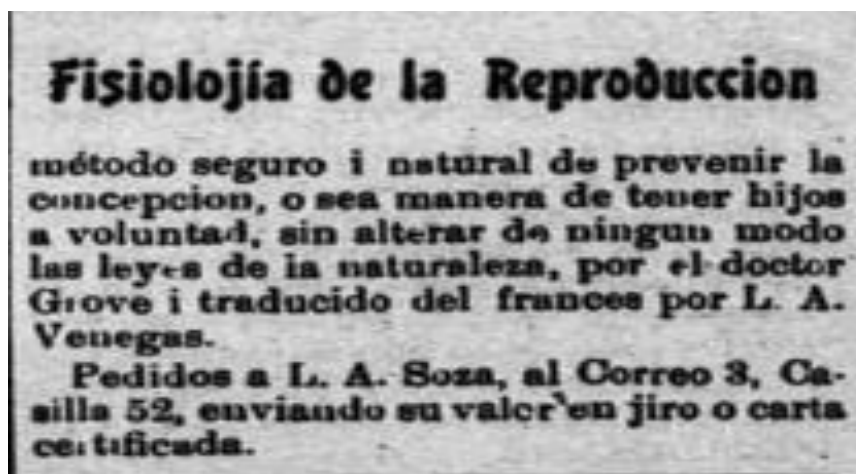 Fisiolojía de la Reproduccion
método seguro i natural de prevenir la
concepcion, o sea manera de tener hijos
a voluntad, sin alterar de ningun modo
las leyes de la naturaleza, por el doctor
Grove i traducido del frances por L. A.
Venegas.
Pedidos a L. A. Soza, al Correo 3, Ca-
silla 52, enviando su valor en jiro o carta
certificada.